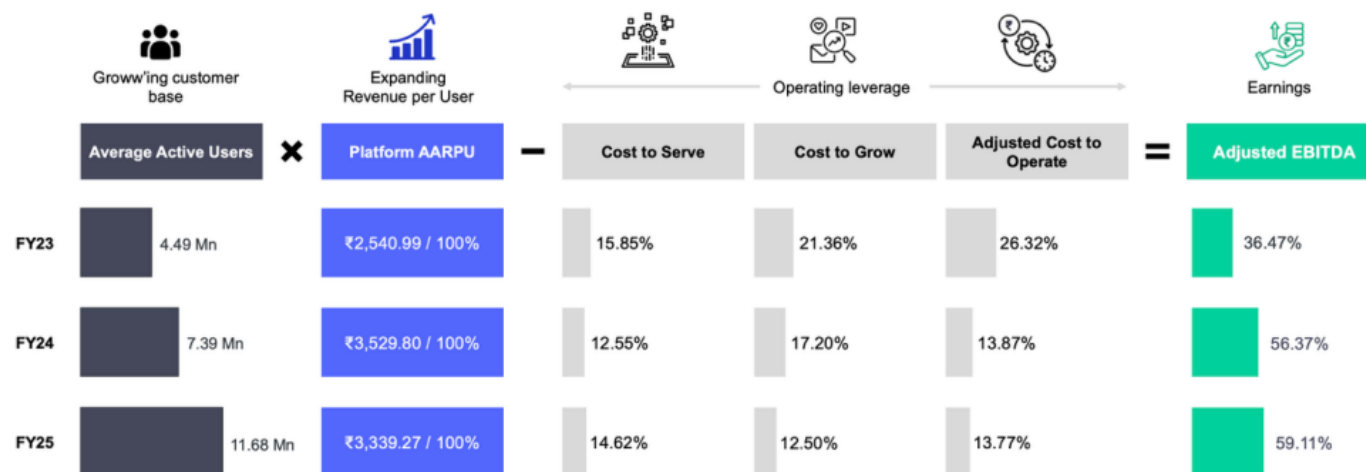 Groww'ing customer
base
Expanding
Revenue per User
Operating leverage
Earnings
Average Active Users × Platform AARPU − Cost to Serve Cost to Grow Adjusted Cost to
Operate = Adjusted EBITDA
FY23 4.49 Mn ₹2,540.99 / 100% 15.85% 21.36% 26.32% 36.47%
FY24 7.39 Mn ₹3,529.80 / 100% 12.55% 17.20% 13.87% 56.37%
FY25 11.68 Mn ₹3,339.27 / 100% 14.62% 12.50% 13.77% 59.11%